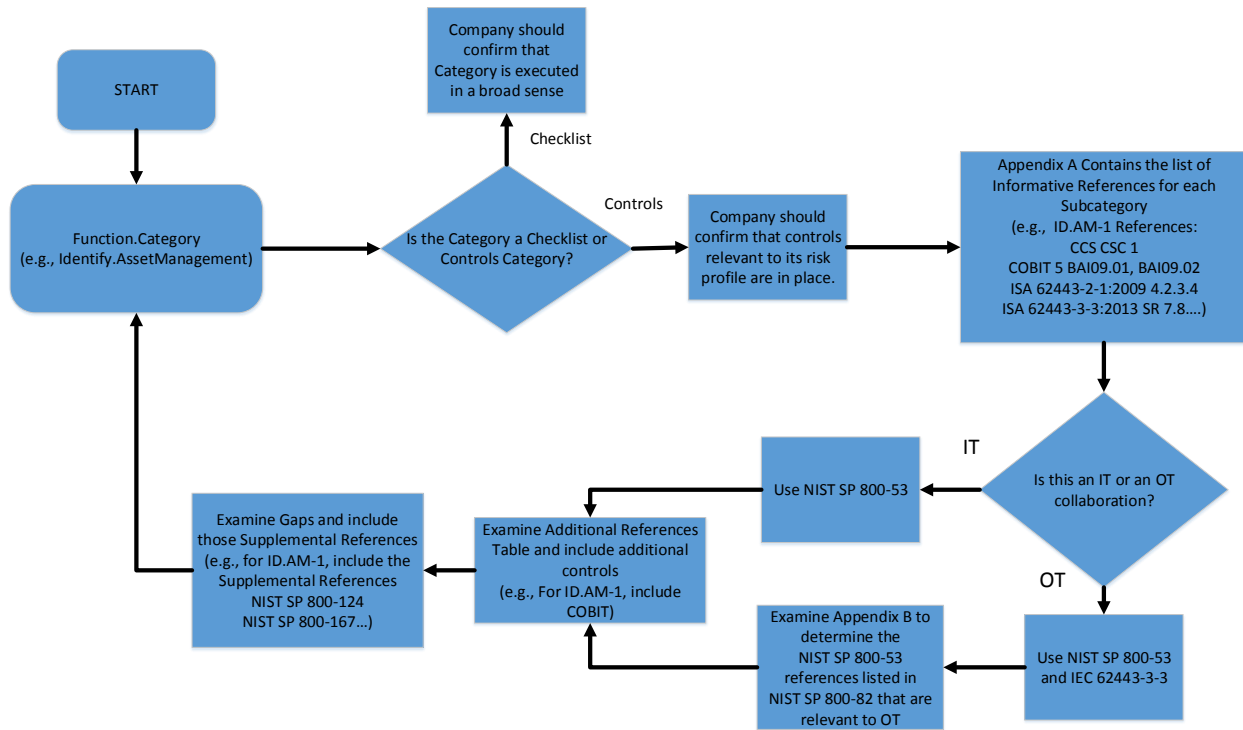 Company should
confirm that
Category is executed
in a broad sense
START
Checklist
Function.Category
(e.g., Identify.AssetManagement)
Is the Category a Checklist or
Controls Category?
Controls
Company should
confirm that controls
relevant to its risk
profile are in place.
Appendix A Contains the list of
Informative References for each
Subcategory
(e.g., ID.AM-1 References:
CCS CSC 1
COBIT 5 BAI09.01, BAI09.02
ISA 62443-2-1:2009 4.2.3.4
ISA 62443-3-3:2013 SR 7.8....)
Is this an IT or an OT
collaboration?
IT
Use NIST SP 800-53
OT
Use NIST SP 800-53
and IEC 62443-3-3
Examine Appendix B to
determine the
NIST SP 800-53
references listed in
NIST SP 800-82 that are
relevant to OT
Examine Additional References
Table and include additional
controls
(e.g., For ID.AM-1, include
COBIT)
Examine Gaps and include
those Supplemental References
(e.g., for ID.AM-1, include the
Supplemental References
NIST SP 800-124
NIST SP 800-167...)